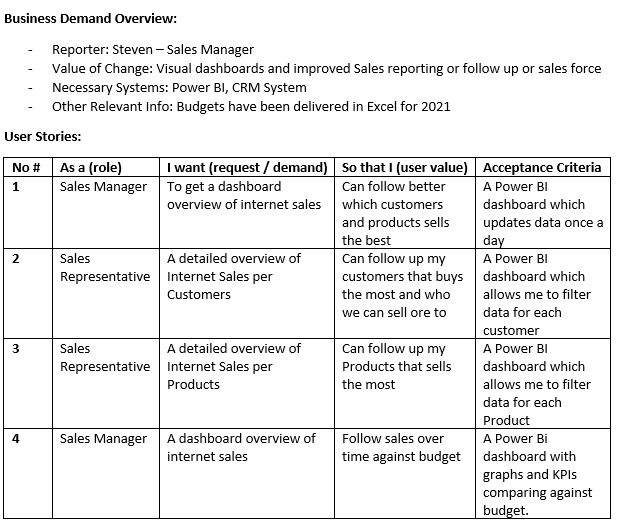 Business Demand Overview:
- Reporter: Steven – Sales Manager
- Value of Change: Visual dashboards and improved Sales reporting or follow up or sales force
- Necessary Systems: Power BI, CRM System
- Other Relevant Info: Budgets have been delivered in Excel for 2021
User Stories:
No # As a (role) I want (request / demand) So that I (user value) Acceptance Criteria
1 Sales Manager To get a dashboard Can follow better A Power BI
overview of internet sales which customers dashboard which
and products sells updates data once a
the best day
2 Sales A detailed overview of Can follow up my A Power BI
Representative Internet Sales per customers that buys dashboard which
Customers the most and who allows me to filter
we can sell ore to data for each
customer
3 Sales A detailed overview of Can follow up my A Power BI
Representative Internet Sales per Products that sells dashboard which
Products the most allows me to filter
data for each
Product
4 Sales Manager A dashboard overview of Follow sales over A Power Bi
internet sales time against budget dashboard with
graphs and KPIs
comparing against
budget.